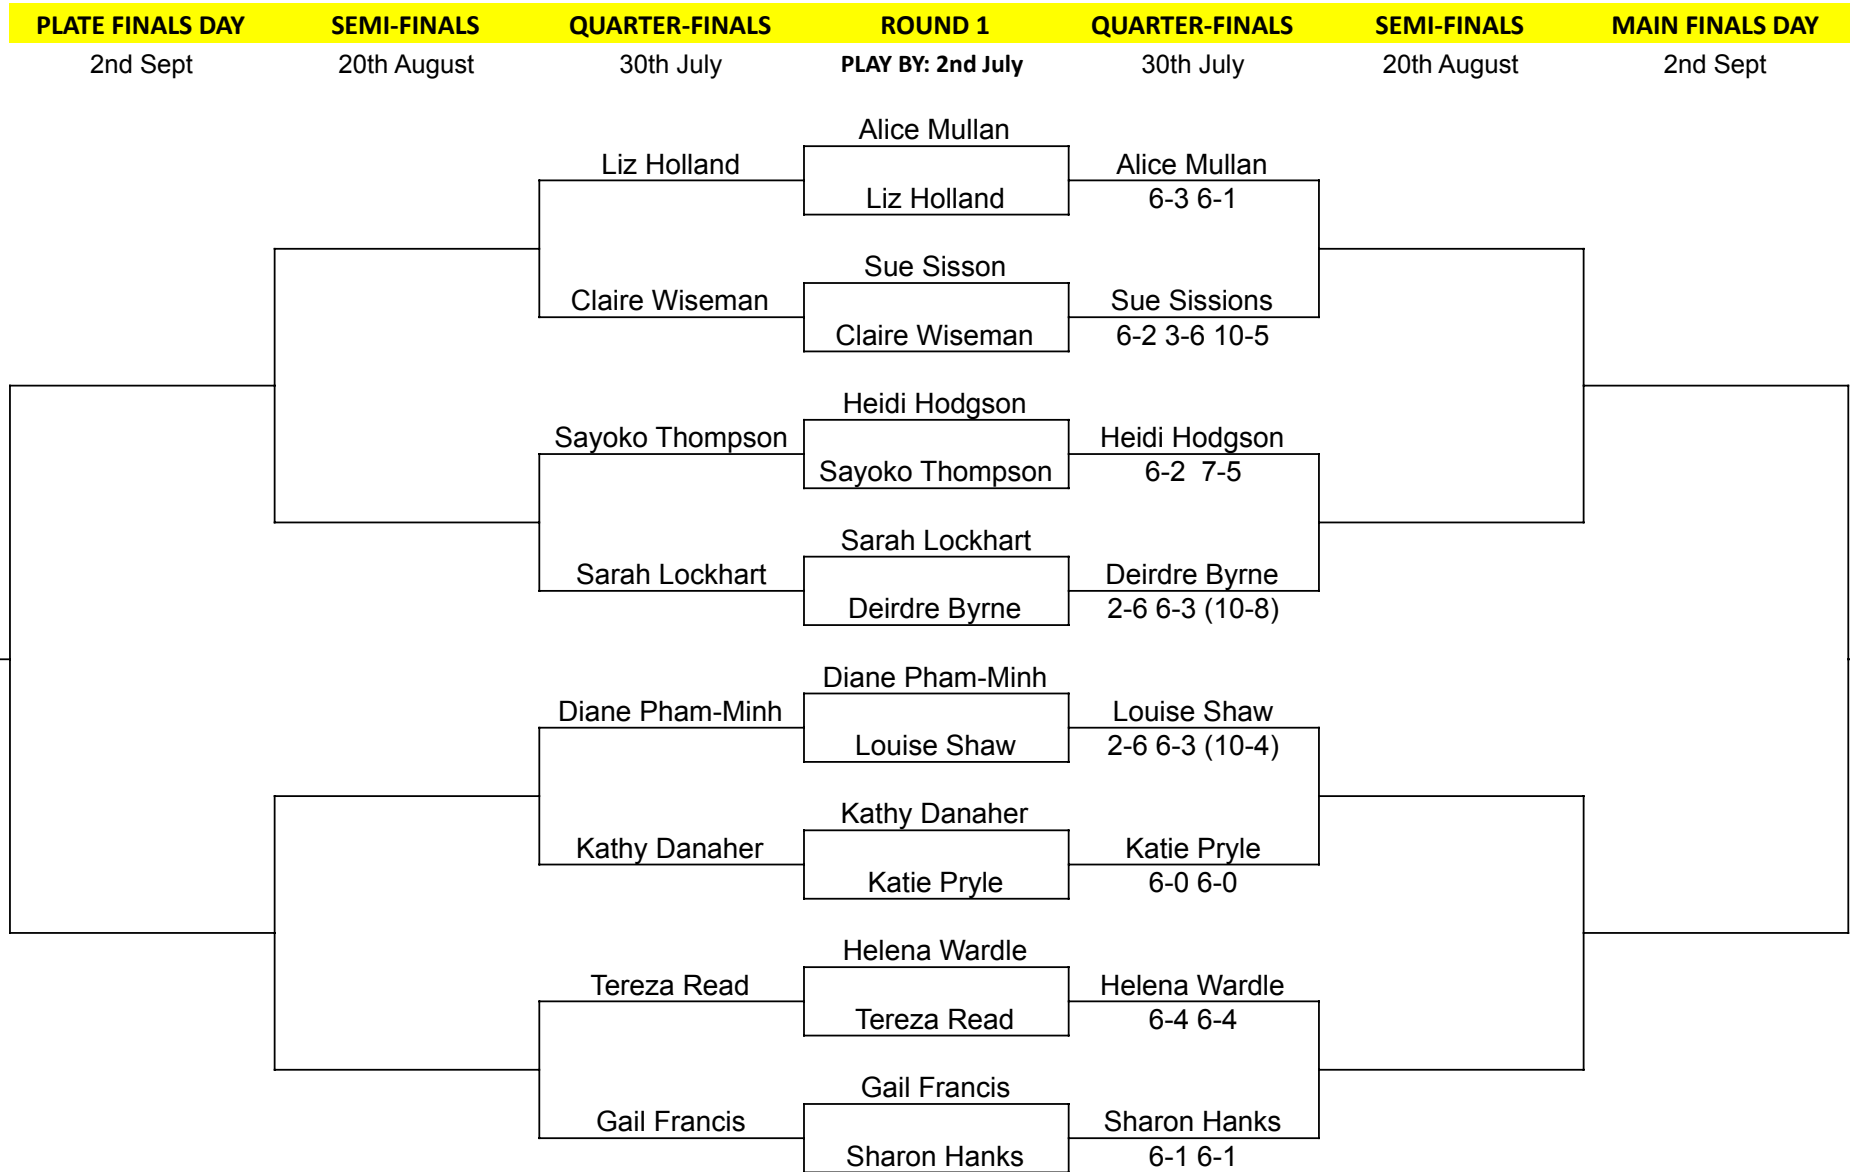 PLATE FINALS DAY SEMI-FINALS QUARTER-FINALS ROUND 1 QUARTER-FINALS SEMI-FINALS MAIN FINALS DAY
2nd Sept 20th August 30th July PLAY BY: 2nd July 30th July 20th August 2nd Sept
Alice Mullan
Liz Holland Alice Mullan
Liz Holland 6-3 6-1
Sue Sisson
Claire Wiseman Sue Sissions
Claire Wiseman 6-2 3-6 10-5
Heidi Hodgson
Sayoko Thompson Heidi Hodgson
Sayoko Thompson 6-2 7-5
Sarah Lockhart
Sarah Lockhart Deirdre Byrne
Deirdre Byrne 2-6 6-3 (10-8)
Diane Pham-Minh
Diane Pham-Minh Louise Shaw
Louise Shaw 2-6 6-3 (10-4)
Kathy Danaher
Kathy Danaher Katie Pryle
Katie Pryle 6-0 6-0
Helena Wardle
Tereza Read Helena Wardle
Tereza Read 6-4 6-4
Gail Francis
Gail Francis Sharon Hanks
Sharon Hanks 6-1 6-1